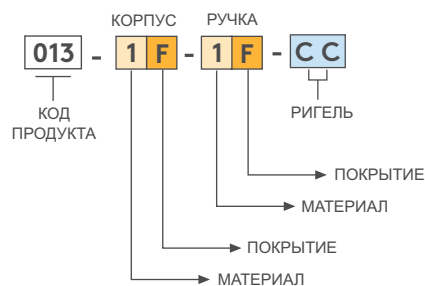 КОРПУС РУЧКА
013 - 1 F - 1 F - C C
КОД
ПРОДУКТА
РИГЕЛЬ
ПОКРЫТИЕ
МАТЕРИАЛ
ПОКРЫТИЕ
МАТЕРИАЛ